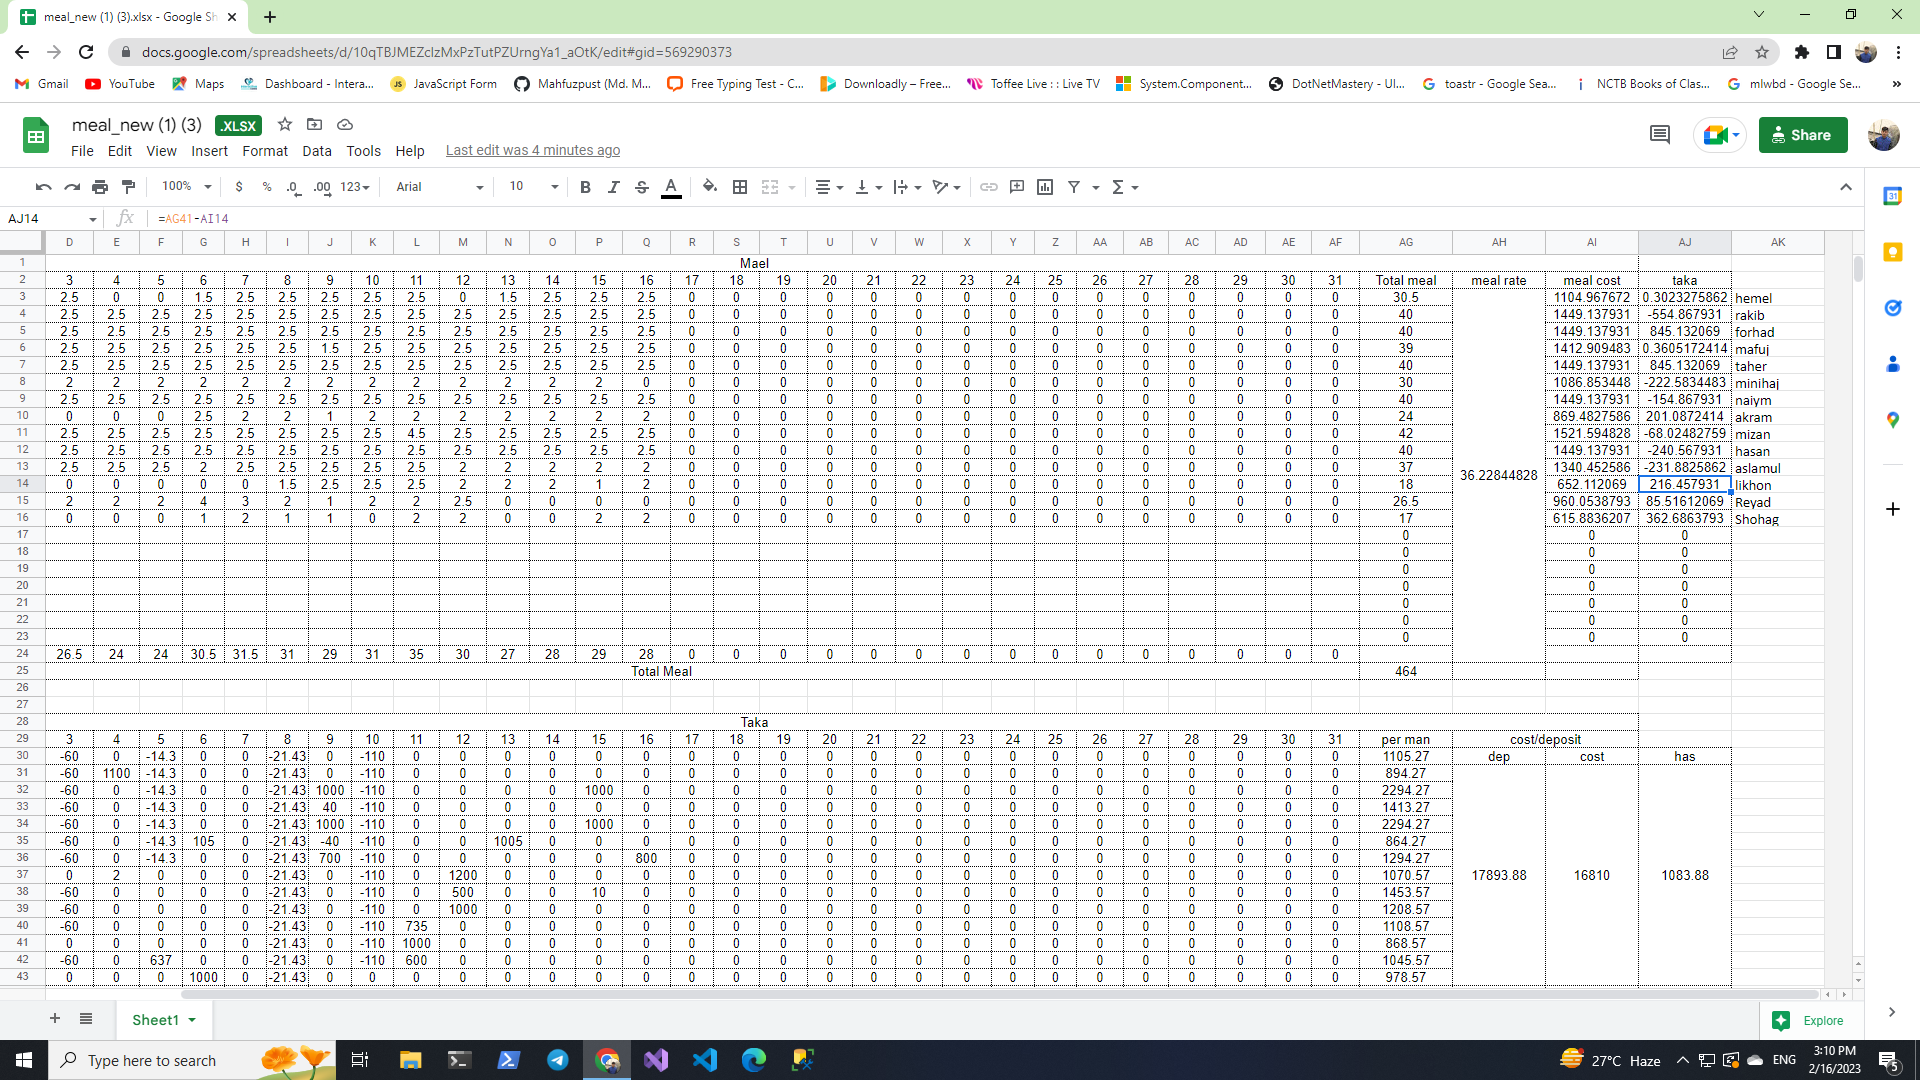 meal_new (1) (3).xlsx - Google Sh
docs.google.com/spreadsheets/d/10qTBJMEZcIzMxPzTutPZUrngYa1_aOtK/edit#gid=569290373
Gmail YouTube Maps Dashboard - Intera... JavaScript Form Mahfuzpust (Md. M... Free Typing Test - C... Downloadly – Free... Toffee Live : : Live TV System.Component... DotNetMastery - Ul... toastr - Google Sea... NCTB Books of Clas... mlwbd - Google Se... »
meal_new (1) (3) .XLSX
File Edit View Insert Format Data Tools Help Last edit was 4 minutes ago
Share
100% $ % .0 .00 123 Arial 10 B I S A
AJ14 fx =AG41-AI14
D E F G H I J K L M N O P Q R S T U V W X Y Z AA AB AC AD AE AF AG AH AI AJ AK
1 Mael
2 3 4 5 6 7 8 9 10 11 12 13 14 15 16 17 18 19 20 21 22 23 24 25 26 27 28 29 30 31 Total meal meal rate meal cost taka
3 2.5 0 0 1.5 2.5 2.5 2.5 2.5 2.5 0 1.5 2.5 2.5 2.5 0 0 0 0 0 0 0 0 0 0 0 0 0 0 0 30.5 1104.967672 0.3023275862 hemel
4 2.5 2.5 2.5 2.5 2.5 2.5 2.5 2.5 2.5 2.5 2.5 2.5 2.5 2.5 0 0 0 0 0 0 0 0 0 0 0 0 0 0 0 40 1449.137931 -554.867931 rakib
5 2.5 2.5 2.5 2.5 2.5 2.5 2.5 2.5 2.5 2.5 2.5 2.5 2.5 2.5 0 0 0 0 0 0 0 0 0 0 0 0 0 0 0 40 1449.137931 845.132069 forhad
6 2.5 2.5 2.5 2.5 2.5 2.5 1.5 2.5 2.5 2.5 2.5 2.5 2.5 2.5 0 0 0 0 0 0 0 0 0 0 0 0 0 0 0 39 1412.909483 0.3605172414 mafuj
7 2.5 2.5 2.5 2.5 2.5 2.5 2.5 2.5 2.5 2.5 2.5 2.5 2.5 2.5 0 0 0 0 0 0 0 0 0 0 0 0 0 0 0 40 1449.137931 845.132069 taher
8 2 2 2 2 2 2 2 2 2 2 2 2 2 0 0 0 0 0 0 0 0 0 0 0 0 0 0 0 0 30 1086.853448 -222.5834483 minihaj
9 2.5 2.5 2.5 2.5 2.5 2.5 2.5 2.5 2.5 2.5 2.5 2.5 2.5 2.5 0 0 0 0 0 0 0 0 0 0 0 0 0 0 0 40 1449.137931 -154.867931 naiym
10 0 0 0 2.5 2 2 1 2 2 2 2 2 2 2 0 0 0 0 0 0 0 0 0 0 0 0 0 0 0 24 869.4827586 201.0872414 akram
11 2.5 2.5 2.5 2.5 2.5 2.5 2.5 2.5 4.5 2.5 2.5 2.5 2.5 2.5 0 0 0 0 0 0 0 0 0 0 0 0 0 0 0 42 1521.594828 -68.02482759 mizan
12 2.5 2.5 2.5 2.5 2.5 2.5 2.5 2.5 2.5 2.5 2.5 2.5 2.5 2.5 0 0 0 0 0 0 0 0 0 0 0 0 0 0 0 40 1449.137931 -240.567931 hasan
13 2.5 2.5 2.5 2 2.5 2.5 2.5 2.5 2.5 2 2 2 2 2 0 0 0 0 0 0 0 0 0 0 0 0 0 0 0 37 36.22844828 1340.452586 -231.8825862 aslamul
14 0 0 0 0 0 1.5 2.5 2.5 2.5 2 2 2 1 2 0 0 0 0 0 0 0 0 0 0 0 0 0 0 0 18 652.112069 216.457931 likhon
15 2 2 2 4 3 2 1 2 2 2.5 0 0 0 0 0 0 0 0 0 0 0 0 0 0 0 0 0 0 0 26.5 960.0538793 85.51612069 Reyad
16 0 0 0 1 2 1 1 0 2 2 0 0 2 2 0 0 0 0 0 0 0 0 0 0 0 0 0 0 0 17 615.8836207 362.6863793 Shohag
17 0 0 0
18 0 0 0
19 0 0 0
20 0 0 0
21 0 0 0
22 0 0 0
23 0 0 0
24 26.5 24 24 30.5 31.5 31 29 31 35 30 27 28 29 28 0 0 0 0 0 0 0 0 0 0 0 0 0 0 0
25 Total Meal 464
26
27
28 Taka
29 3 4 5 6 7 8 9 10 11 12 13 14 15 16 17 18 19 20 21 22 23 24 25 26 27 28 29 30 31 per man cost/deposit
30 -60 0 -14.3 0 0 -21.43 0 -110 0 0 0 0 0 0 0 0 0 0 0 0 0 0 0 0 0 0 0 0 0 1105.27 dep cost has
31 -60 1100 -14.3 0 0 -21.43 0 -110 0 0 0 0 0 0 0 0 0 0 0 0 0 0 0 0 0 0 0 0 0 894.27
32 -60 0 -14.3 0 0 -21.43 1000 -110 0 0 0 0 1000 0 0 0 0 0 0 0 0 0 0 0 0 0 0 0 0 2294.27
33 -60 0 -14.3 0 0 -21.43 40 -110 0 0 0 0 0 0 0 0 0 0 0 0 0 0 0 0 0 0 0 0 0 1413.27
34 -60 0 -14.3 0 0 -21.43 1000 -110 0 0 0 0 1000 0 0 0 0 0 0 0 0 0 0 0 0 0 0 0 0 2294.27
35 -60 0 -14.3 105 0 -21.43 -40 -110 0 0 1005 0 0 0 0 0 0 0 0 0 0 0 0 0 0 0 0 0 0 864.27
36 -60 0 -14.3 0 0 -21.43 700 -110 0 0 0 0 0 800 0 0 0 0 0 0 0 0 0 0 0 0 0 0 0 1294.27
37 0 2 0 0 0 -21.43 0 -110 0 1200 0 0 0 0 0 0 0 0 0 0 0 0 0 0 0 0 0 0 0 1070.57 17893.88 16810 1083.88
38 -60 0 0 0 0 -21.43 0 -110 0 500 0 0 10 0 0 0 0 0 0 0 0 0 0 0 0 0 0 0 0 1453.57
39 -60 0 0 0 0 -21.43 0 -110 0 1000 0 0 0 0 0 0 0 0 0 0 0 0 0 0 0 0 0 0 0 1208.57
40 -60 0 0 0 0 -21.43 0 -110 735 0 0 0 0 0 0 0 0 0 0 0 0 0 0 0 0 0 0 0 0 1108.57
41 0 0 0 0 0 -21.43 0 -110 1000 0 0 0 0 0 0 0 0 0 0 0 0 0 0 0 0 0 0 0 0 868.57
42 -60 0 637 0 0 -21.43 0 -110 600 0 0 0 0 0 0 0 0 0 0 0 0 0 0 0 0 0 0 0 0 1045.57
43 0 0 0 1000 0 -21.43 0 0 0 0 0 0 0 0 0 0 0 0 0 0 0 0 0 0 0 0 0 0 0 978.57
Sheet1 Explore
Type here to search 27°C Haze ENG 3:10 PM
2/16/2023 5